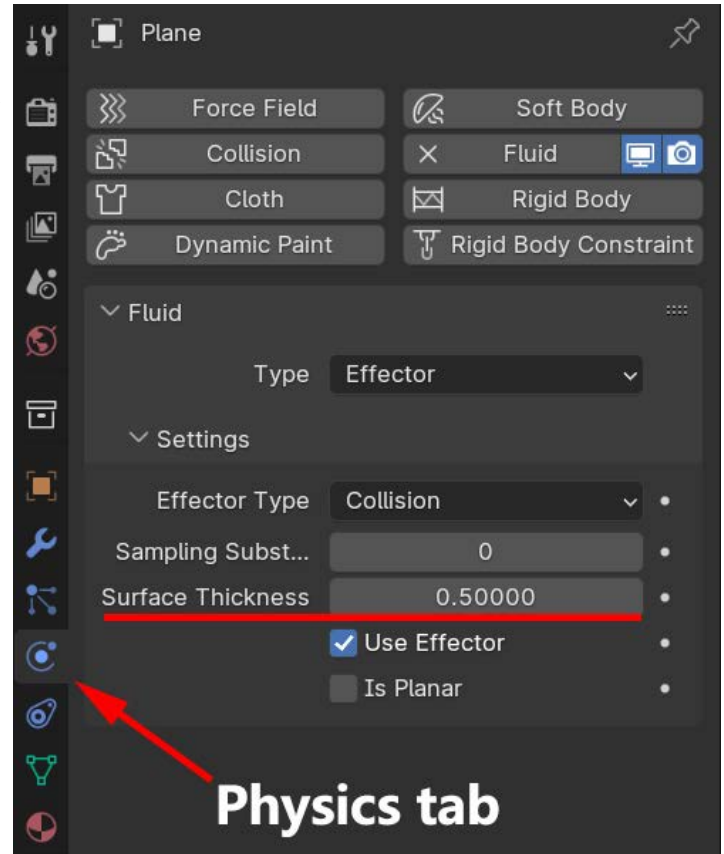 Plane
Force Field Soft Body
Collision Fluid
Cloth Rigid Body
Dynamic Paint Rigid Body Constraint
Fluid
Type Effector
Settings
Effector Type Collision
Sampling Subst... 0
Surface Thickness 0.50000
Use Effector
Is Planar
Physics tab